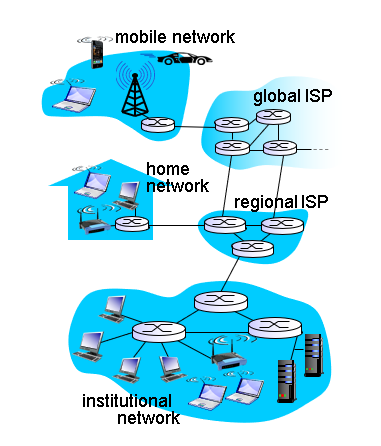 mobile network
global ISP
home
network
regional ISP
institutional
network